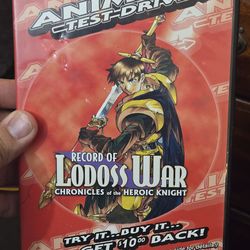 TEST-DRIVE
RECORD OF
LODOSS WAR
CHRONICLES of the HEROIC KNIGHT
TRY IT...BUY IT...
GET $10.00 BACK!